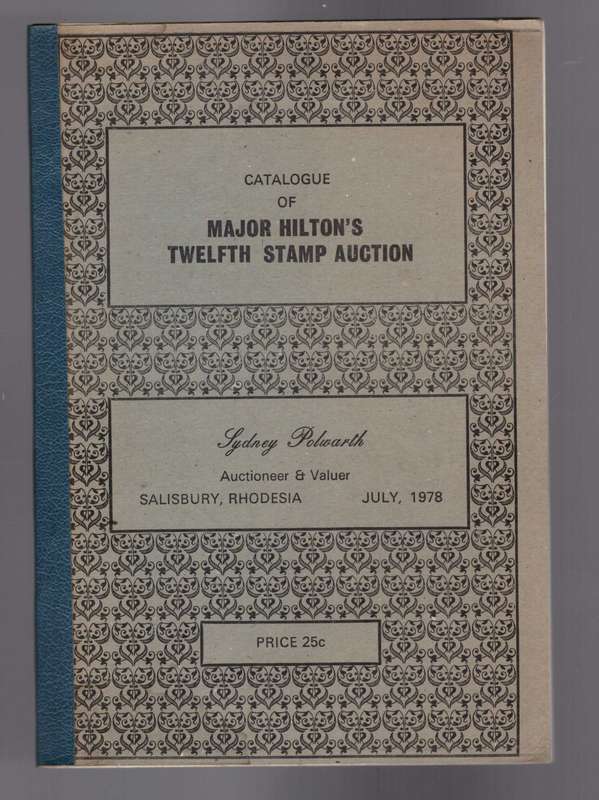 CATALOGUE
OF
MAJOR HILTON'S
TWELFTH STAMP AUCTION
Sydney Polwarth
Auctioneer & Valuer
SALISBURY, RHODESIA JULY, 1978
PRICE 25c